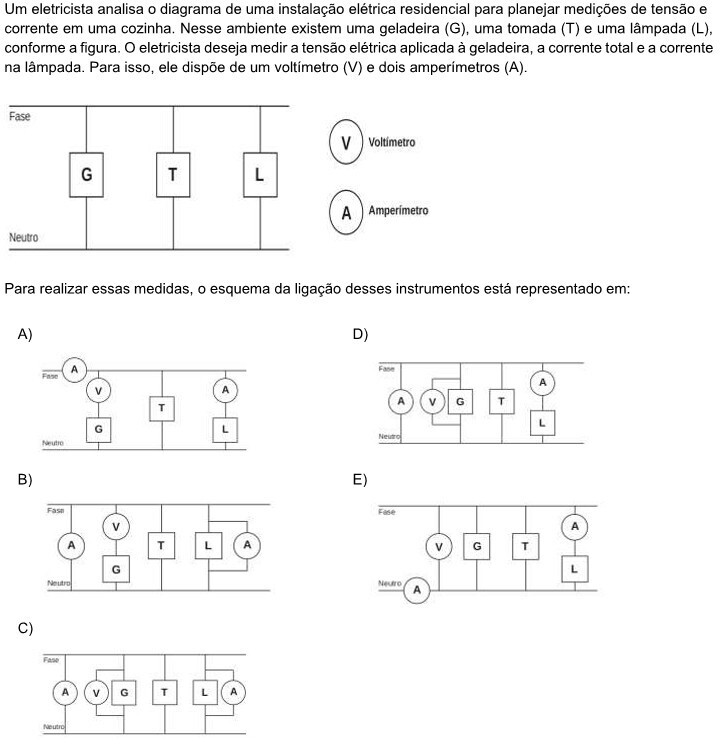 Um eletricista analisa o diagrama de uma instalação elétrica residencial para planejar medições de tensão e
corrente em uma cozinha. Nesse ambiente existem uma geladeira (G), uma tomada (T) e uma lâmpada (L),
conforme a figura. O eletricista deseja medir a tensão elétrica aplicada à geladeira, a corrente total e a corrente
na lâmpada. Para isso, ele dispõe de um voltímetro (V) e dois amperímetros (A).
Fase
G T L
Neutro
V Voltímetro
A Amperímetro
Para realizar essas medidas, o esquema da ligação desses instrumentos está representado em:
A)
Fase
A
V A
T
G L
Neutro
B)
Fase
V
A T L A
G
Neutro
C)
Fase
A V G T L A
Neutro
D)
Fase
A
A V G T
L
Neutro
E)
Fase
A
V G T
L
Neutro
A